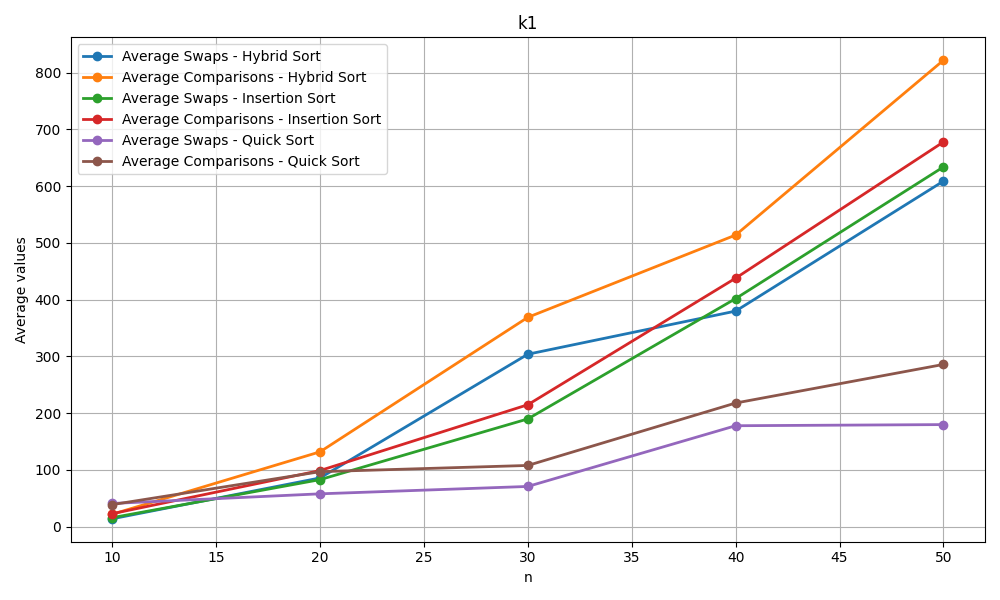 k1
Average Swaps - Hybrid Sort
Average Comparisons - Hybrid Sort
Average Swaps - Insertion Sort
Average Comparisons - Insertion Sort
Average Swaps - Quick Sort
Average Comparisons - Quick Sort
Average values
800
700
600
500
400
300
200
100
0
10 15 20 25 30 35 40 45 50
n